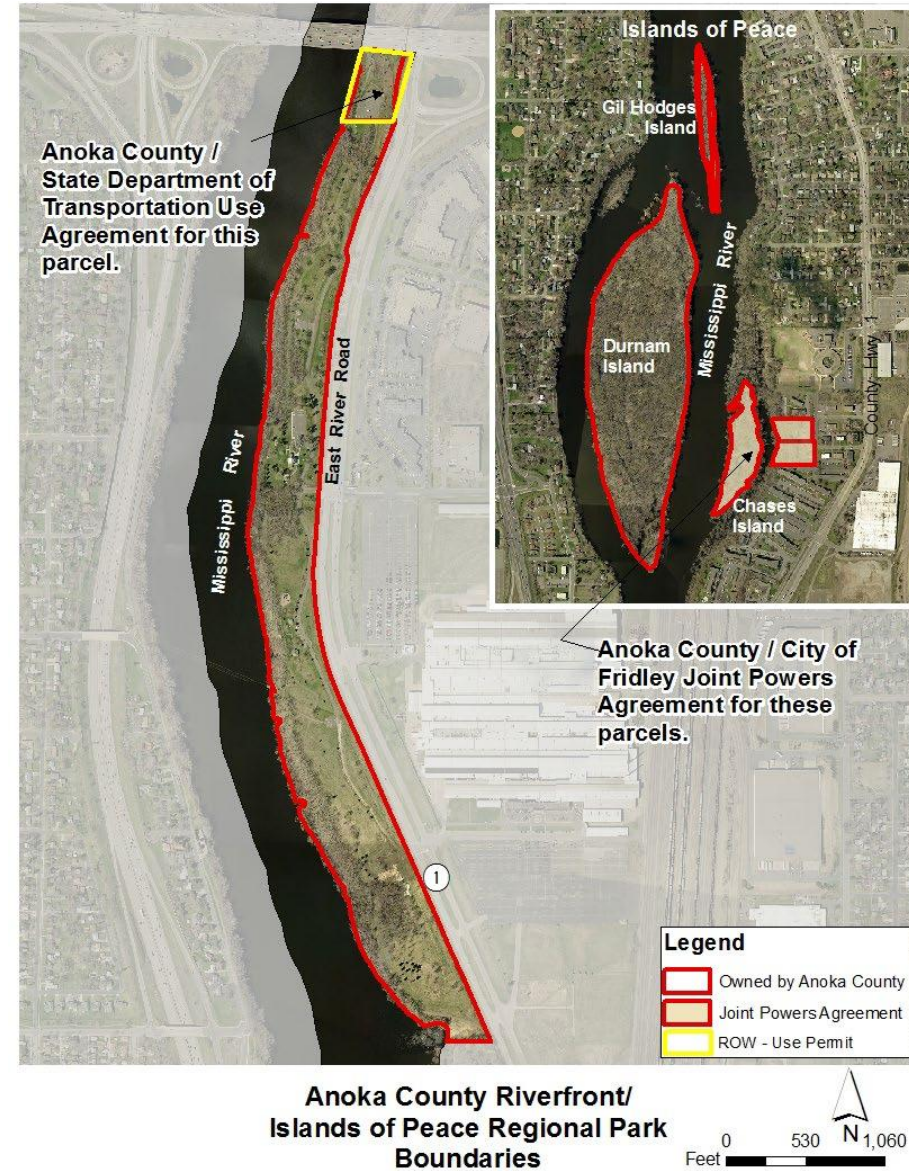 Islands of Peace
Gil Hodges
Island
Durnam
Island
Mississippi River
County Hwy 1
Chases
Island
Anoka County /
State Department of
Transportation Use
Agreement for this
parcel.
Mississippi River
East River Road
Anoka County / City of
Fridley Joint Powers
Agreement for these
parcels.
1
Legend
Owned by Anoka County
Joint Powers Agreement
ROW - Use Permit
Anoka County Riverfront/
Islands of Peace Regional Park
Boundaries
N
Feet 0 530 1,060